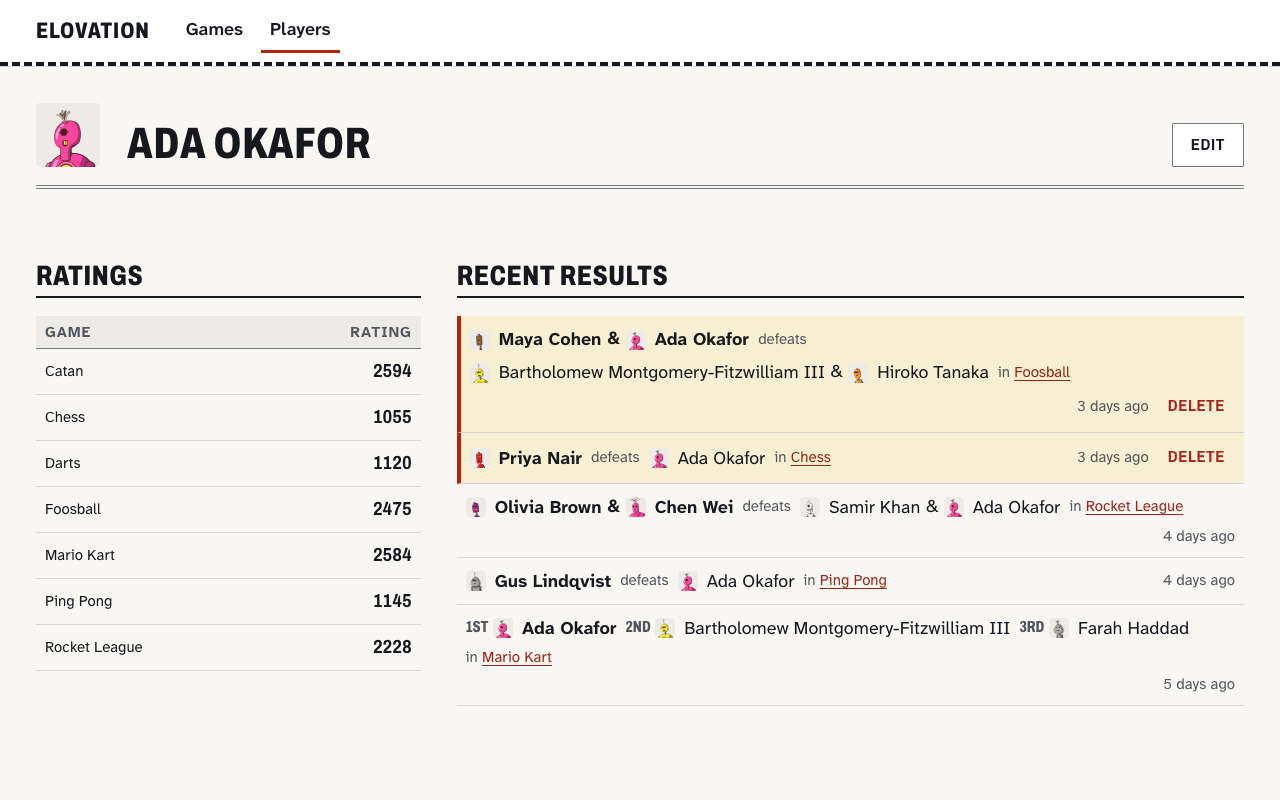 ELOVATION Games Players
ADA OKAFOR
EDIT
RATINGS
GAME RATING
Catan 2594
Chess 1055
Darts 1120
Foosball 2475
Mario Kart 2584
Ping Pong 1145
Rocket League 2228
RECENT RESULTS
Maya Cohen & Ada Okafor defeats
Bartholomew Montgomery-Fitzwilliam III & Hiroko Tanaka in Foosball
3 days ago DELETE
Priya Nair defeats Ada Okafor in Chess 3 days ago DELETE
Olivia Brown & Chen Wei defeats Samir Khan & Ada Okafor in Rocket League
4 days ago
Gus Lindqvist defeats Ada Okafor in Ping Pong 4 days ago
1ST Ada Okafor 2ND Bartholomew Montgomery-Fitzwilliam III 3RD Farah Haddad
in Mario Kart
5 days ago